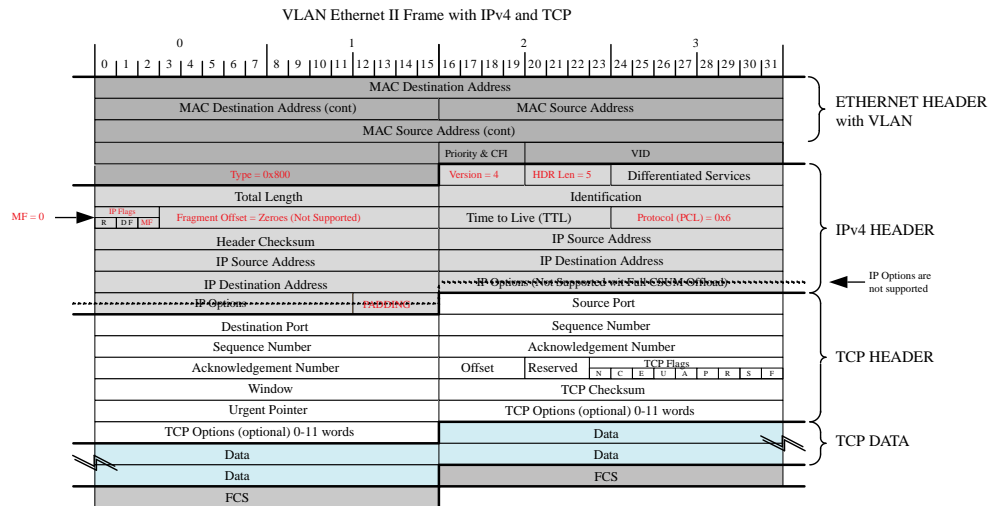 VLAN Ethernet II Frame with IPv4 and TCP
0 1 2 3
0 1 2 3 4 5 6 7 8 9 10 11 12 13 14 15 16 17 18 19 20 21 22 23 24 25 26 27 28 29 30 31
MAC Destination Address
MAC Destination Address (cont) MAC Source Address
MAC Source Address (cont)
ETHERNET HEADER
with VLAN
Priority & CFI VID
Type = 0x800 Version = 4 HDR Len = 5 Differentiated Services
Total Length Identification
MF = 0
IP Flags
R D F MF
Fragment Offset = Zeroes (Not Supported) Time to Live (TTL) Protocol (PCL) = 0x6
Header Checksum IP Source Address
IPv4 HEADER
IP Source Address IP Destination Address
IP Destination Address IP Options (Not Supported wit Full CSUM Offload)
IP Options are
not supported
IP Options PADDING Source Port
Destination Port Sequence Number
Sequence Number Acknowledgement Number
TCP HEADER
Acknowledgement Number Offset Reserved TCP Flags
N C E U A P R S F
Window TCP Checksum
Urgent Pointer TCP Options (optional) 0-11 words
TCP Options (optional) 0-11 words Data
TCP DATA
Data Data
Data FCS
FCS